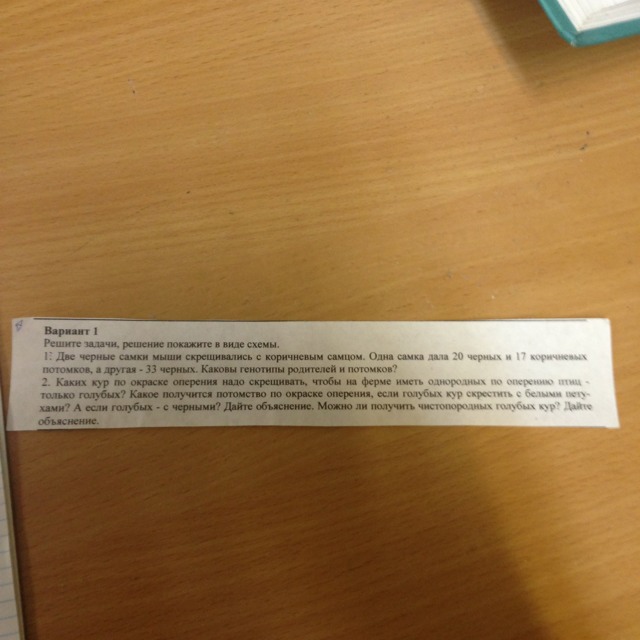 Вариант 1
Решите задачи, решение покажите в виде схемы.
1. Две черные самки мыши скрещивались с коричневым самцом. Одна самка дала 20 черных и 17 коричневых
потомков, а другая - 33 черных. Каковы генотипы родителей и потомков?
2. Каких кур по окраске оперения надо скрещивать, чтобы на ферме иметь однородных по оперению птиц -
только голубых? Какое получится потомство по окраске оперения, если голубых кур скрестить с белыми пету-
хами? А если голубых - с черными? Дайте объяснение. Можно ли получить чистопородных голубых кур? Дайте
объяснение.